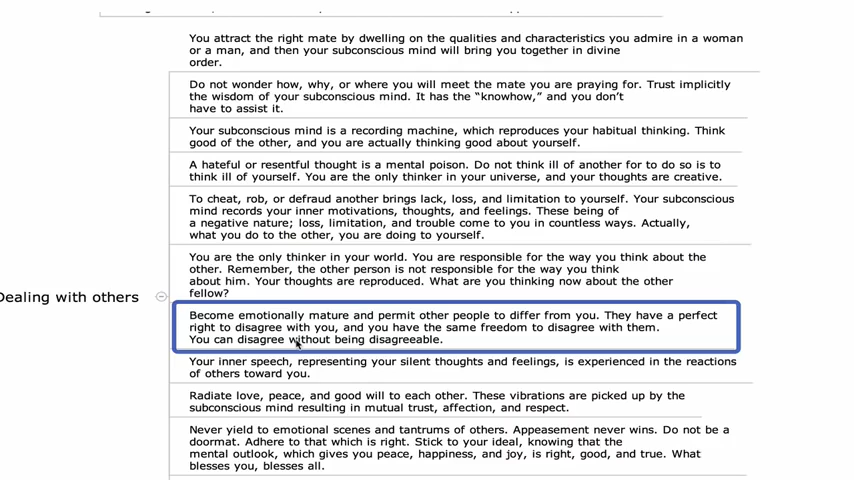 You attract the right mate by dwelling on the qualities and characteristics you admire in a woman
or a man, and then your subconscious mind will bring you together in divine
order.
Do not wonder how, why, or where you will meet the mate you are praying for. Trust implicitly
the wisdom of your subconscious mind. It has the “knowhow,” and you don’t
have to assist it.
Your subconscious mind is a recording machine, which reproduces your habitual thinking. Think
good of the other, and you are actually thinking good about yourself.
A hateful or resentful thought is a mental poison. Do not think ill of another for to do so is to
think ill of yourself. You are the only thinker in your universe, and your thoughts are creative.
To cheat, rob, or defraud another brings lack, loss, and limitation to yourself. Your subconscious
mind records your inner motivations, thoughts, and feelings. These being of
a negative nature; loss, limitation, and trouble come to you in countless ways. Actually,
what you do to the other, you are doing to yourself.
You are the only thinker in your world. You are responsible for the way you think about the
other. Remember, the other person is not responsible for the way you think
about him. Your thoughts are reproduced. What are you thinking now about the other
fellow?
Dealing with others
Become emotionally mature and permit other people to differ from you. They have a perfect
right to disagree with you, and you have the same freedom to disagree with them.
You can disagree without being disagreeable.
Your inner speech, representing your silent thoughts and feelings, is experienced in the reactions
of others toward you.
Radiate love, peace, and good will to each other. These vibrations are picked up by the
subconscious mind resulting in mutual trust, affection, and respect.
Never yield to emotional scenes and tantrums of others. Appeasement never wins. Do not be a
doormat. Adhere to that which is right. Stick to your ideal, knowing that the
mental outlook, which gives you peace, happiness, and joy, is right, good, and true. What
blesses you, blesses all.